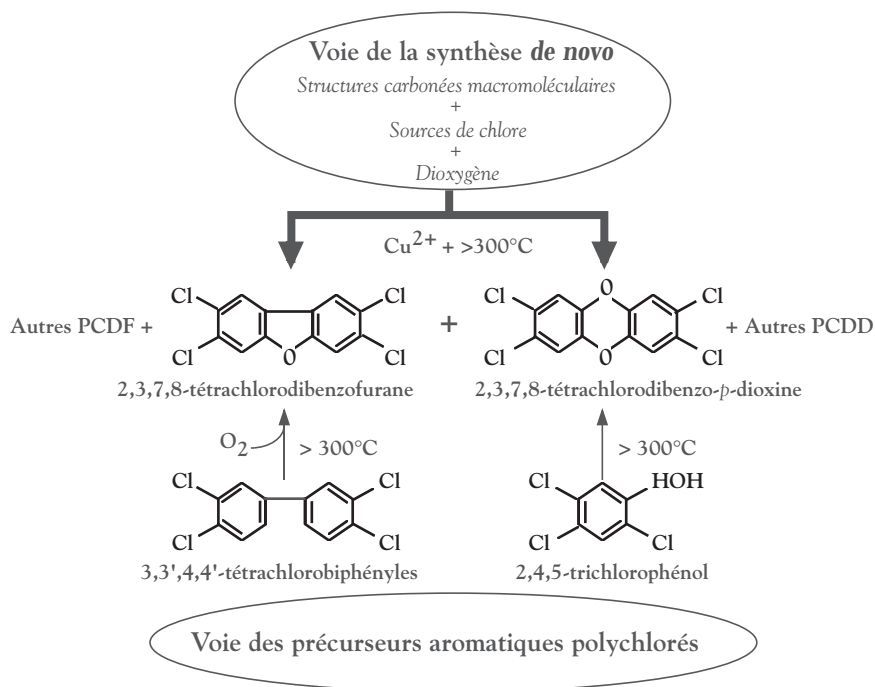 Voie de la synthèse de novo
Structures carbonées macromoléculaires
+
Sources de chlore
+
Dioxygène
Cu2+ + >300°C
Cl Cl O Cl Cl
Cl O Cl Cl O Cl
Autres PCDF +
+
+ Autres PCDD
2,3,7,8-tétrachlorodibenzofurane
2,3,7,8-tétrachlorodibenzo-p-dioxine
O2 > 300°C
> 300°C
Cl Cl Cl Cl
Cl HOH Cl Cl
3,3',4,4'-tétrachlorobiphényles
2,4,5-trichlorophénol
Voie des précurseurs aromatiques polychlorés